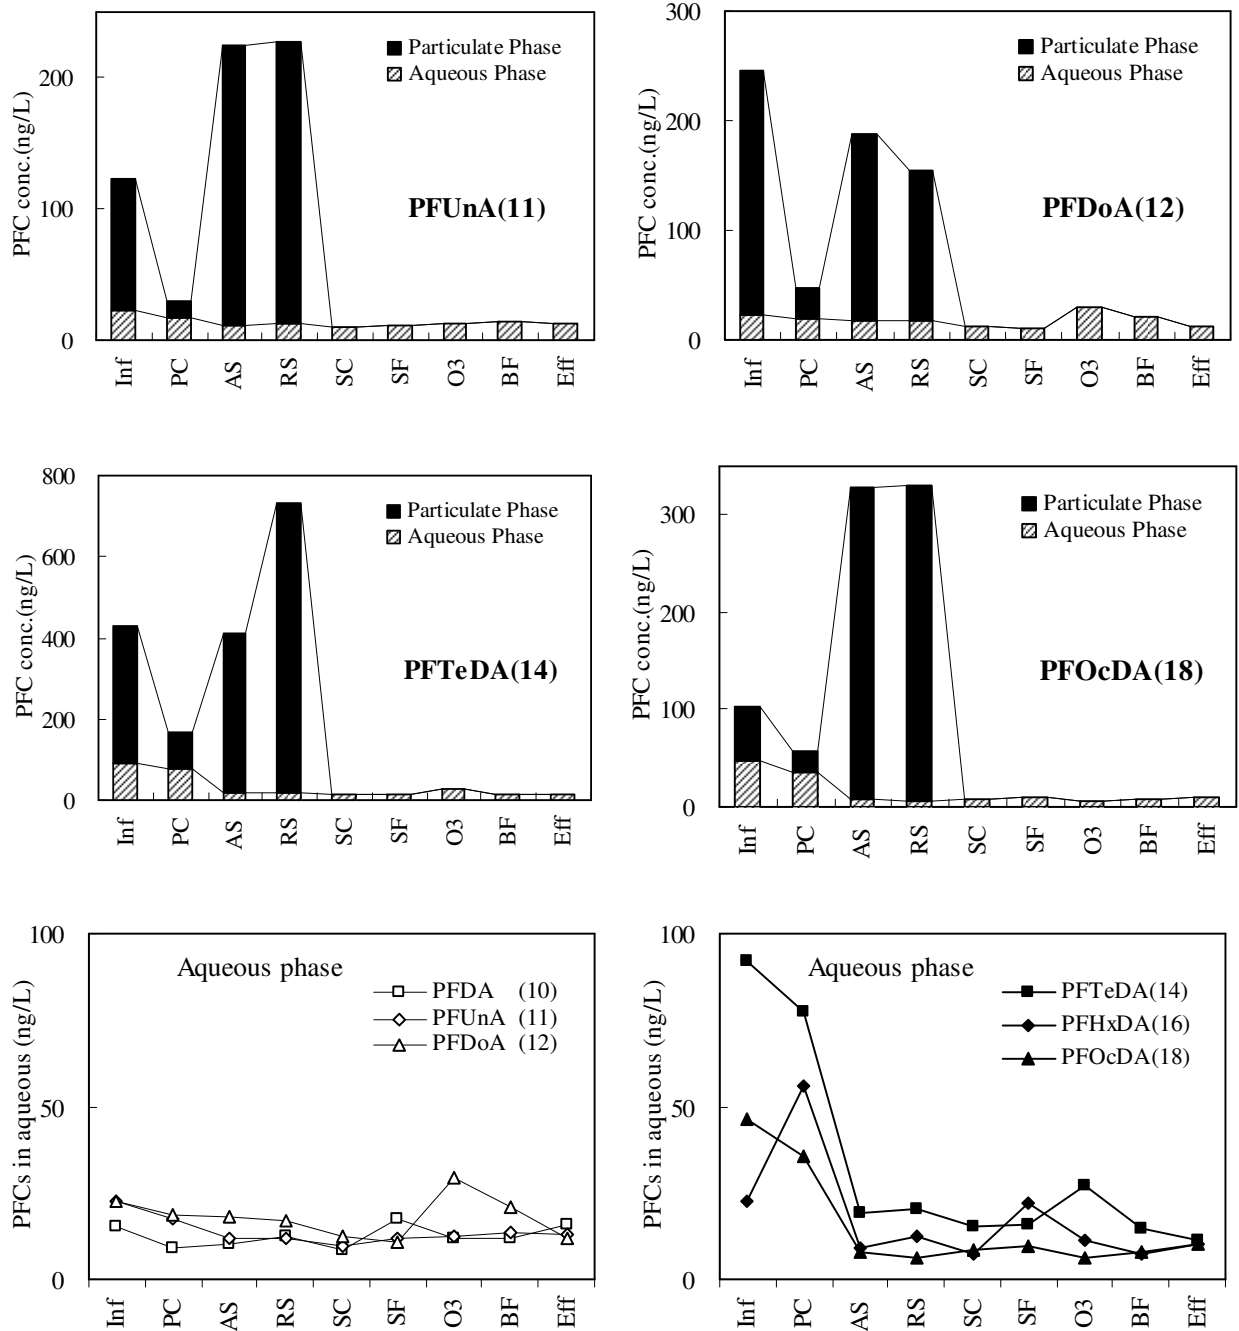 PFC conc.(ng/L)
200
100
0
Particulate Phase
Aqueous Phase
PFUnA(11)
Inf PC AS RS SC SF O3 BF Eff
PFC conc.(ng/L)
300
200
100
0
Particulate Phase
Aqueous Phase
PFDoA(12)
Inf PC AS RS SC SF O3 BF Eff
PFC conc.(ng/L)
800
600
400
200
0
Particulate Phase
Aqueous Phase
PFTeDA(14)
Inf PC AS RS SC SF O3 BF Eff
PFC conc.(ng/L)
300
200
100
0
Particulate Phase
Aqueous Phase
PFOcDA(18)
Inf PC AS RS SC SF O3 BF Eff
PFCs in aqueous (ng/L)
100
50
0
Aqueous phase
PFDA (10)
PFUnA (11)
PFDoA (12)
Inf PC AS RS SC SF O3 BF Eff
PFCs in aqueous (ng/L)
100
50
0
Aqueous phase
PFTeDA(14)
PFHxDA(16)
PFOcDA(18)
Inf PC AS RS SC SF O3 BF Eff